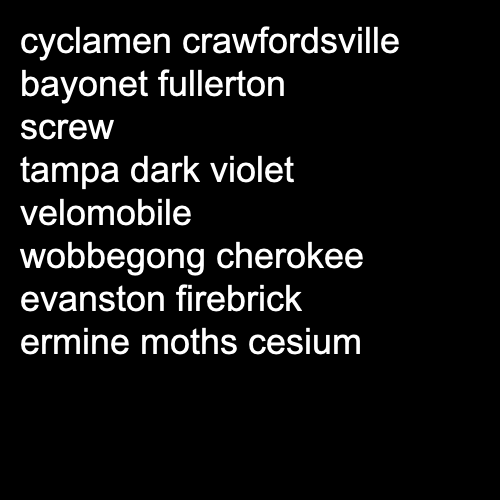 cyclamen crawfordsville
bayonet fullerton
screw
tampa dark violet
velomobile
wobbegong cherokee
evanston firebrick
ermine moths cesium